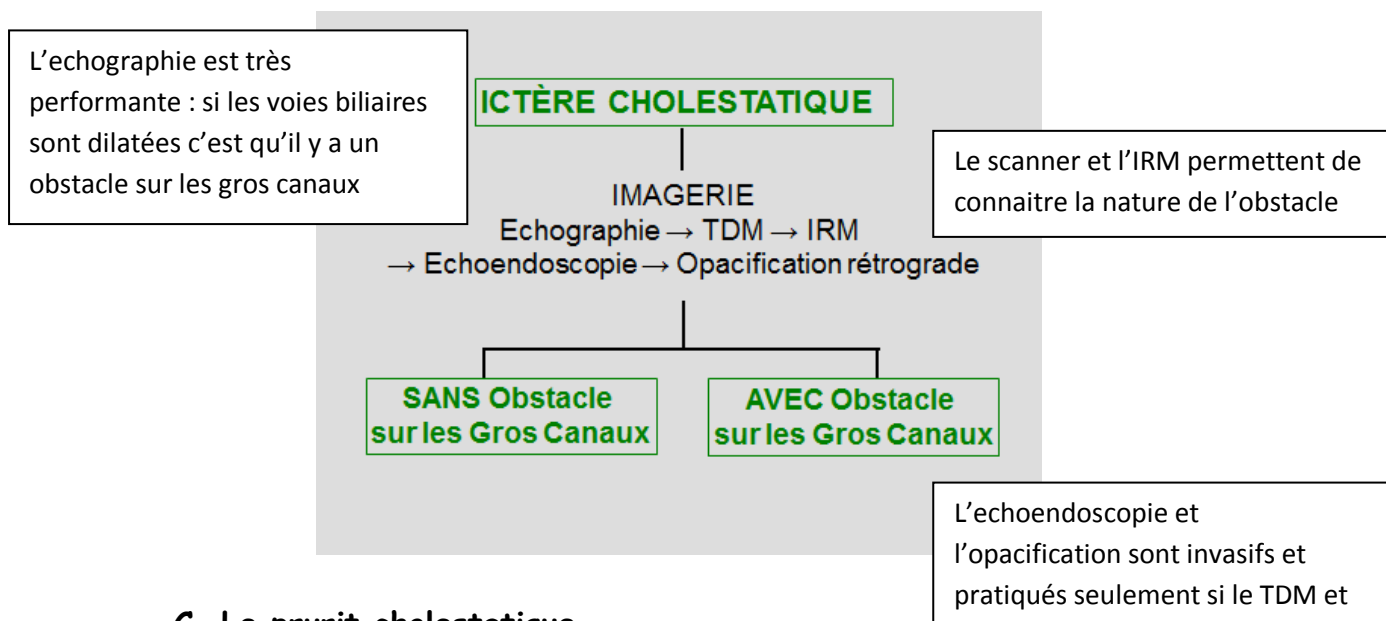 L'echographie est très
performante : si les voies biliaires
sont dilatées c'est qu'il y a un
obstacle sur les gros canaux
ICTÈRE CHOLESTATIQUE
Le scanner et l'IRM permettent de
connaitre la nature de l'obstacle
IMAGERIE
Echographie → TDM → IRM
→ Echoendoscopie → Opacification rétrograde
SANS Obstacle
sur les Gros Canaux
AVEC Obstacle
sur les Gros Canaux
L'echoendoscopie et
l'opacification sont invasifs et
pratiqués seulement si le TDM et
prurit cholestatique